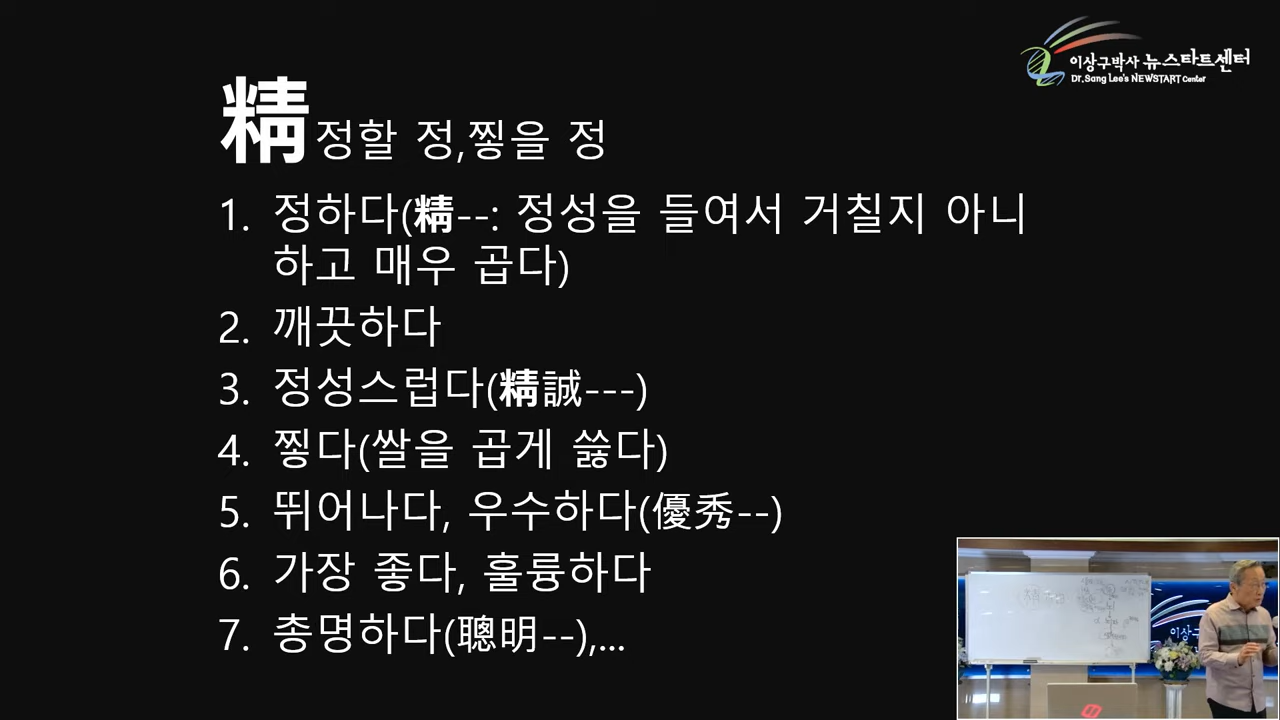 이상구박사 뉴스타트센터
Dr. Sang Lee's NEWSTART Center
精 정할 정,찧을 정
1. 정하다(精--: 정성을 들여서 거칠지 아니
하고 매우 곱다)
2. 깨끗하다
3. 정성스럽다(精誠---)
4. 찧다(쌀을 곱게 쓿다)
5. 뛰어나다, 우수하다(優秀--)
6. 가장 좋다, 훌륭하다
7. 총명하다(聰明--),...
이상구